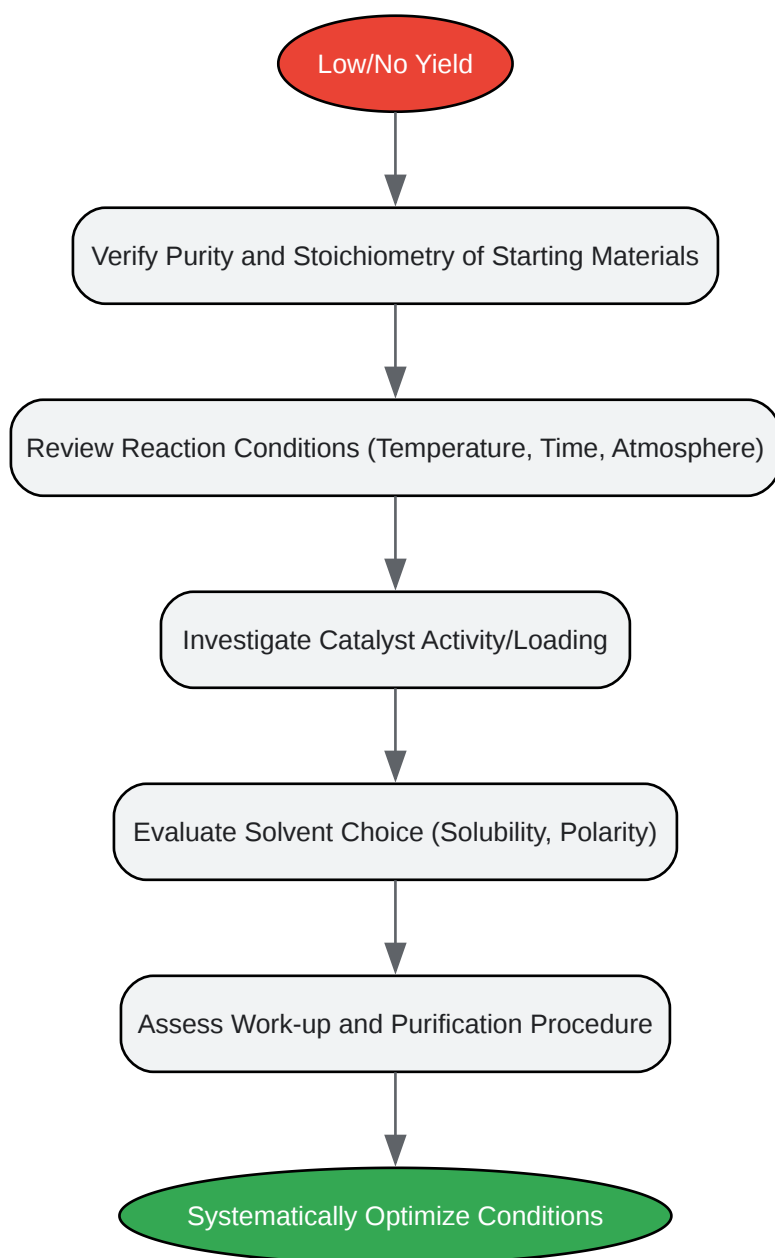 Low/No Yield
Verify Purity and Stoichiometry of Starting Materials
Review Reaction Conditions (Temperature, Time, Atmosphere)
Investigate Catalyst Activity/Loading
Evaluate Solvent Choice (Solubility, Polarity)
Assess Work-up and Purification Procedure
Systematically Optimize Conditions